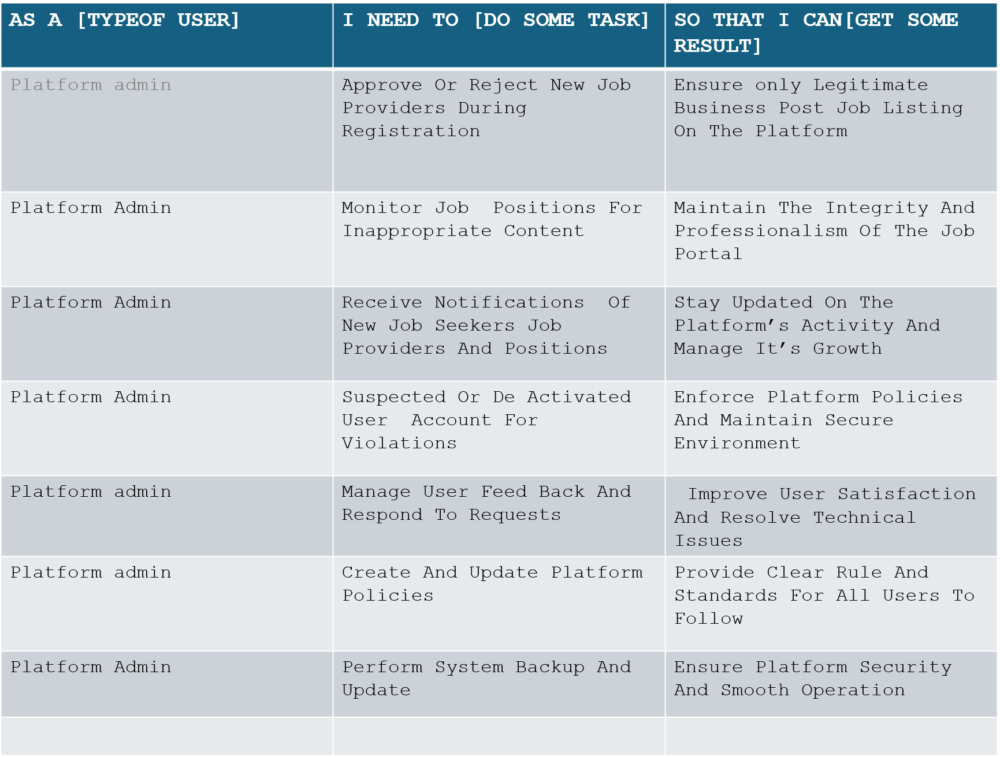 AS A [TYPEOF USER]
I NEED TO [DO SOME TASK]
SO THAT I CAN[GET SOME
RESULT]
Platform admin
Approve Or Reject New Job
Providers During
Registration
Ensure only Legitimate
Business Post Job Listing
On The Platform
Platform Admin
Monitor Job  Positions For
Inappropriate Content
Maintain The Integrity And
Professionalism Of The Job
Portal
Platform Admin
Receive Notifications  Of
New Job Seekers Job
Providers And Positions
Stay Updated On The
Platform’s Activity And
Manage It’s Growth
Platform Admin
Suspected Or De Activated
User  Account For
Violations
Enforce Platform Policies
And Maintain Secure
Environment
Platform admin
Manage User Feed Back And
Respond To Requests
Improve User Satisfaction
And Resolve Technical
Issues
Platform admin
Create And Update Platform
Policies
Provide Clear Rule And
Standards For All Users To
Follow
Platform Admin
Perform System Backup And
Update
Ensure Platform Security
And Smooth Operation